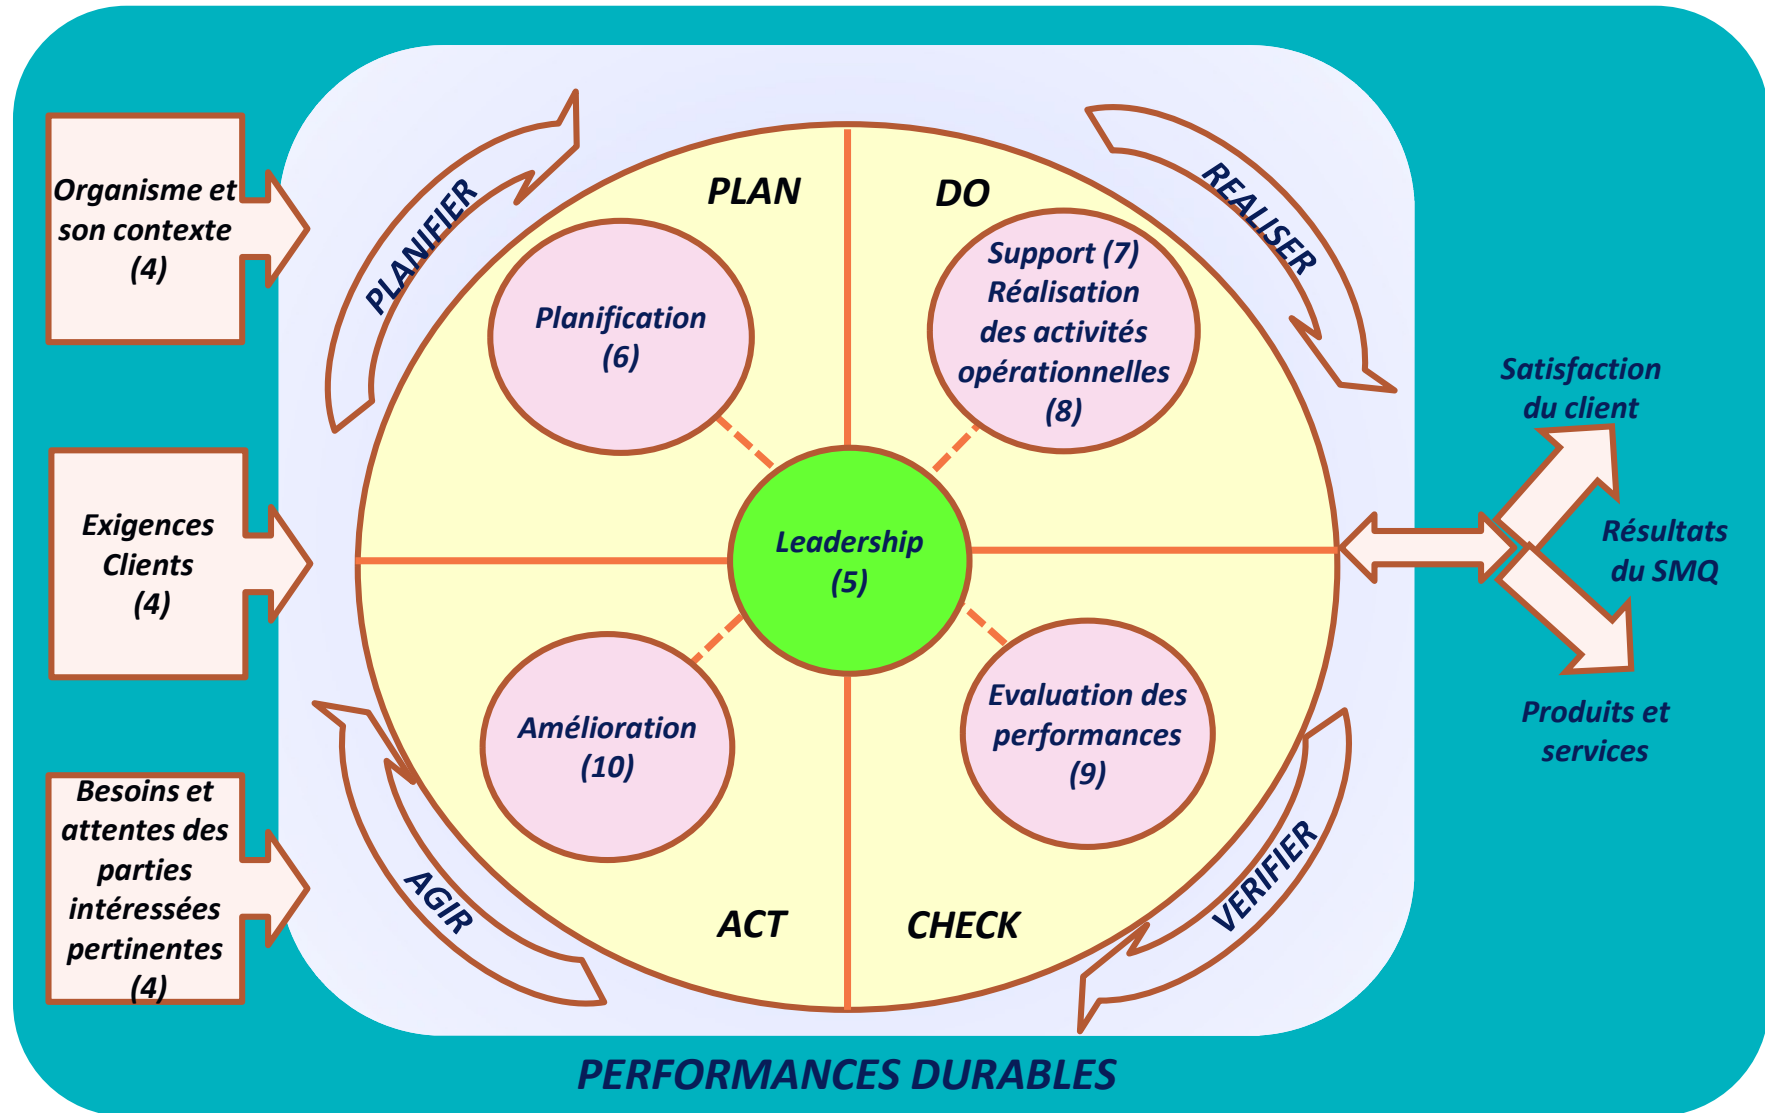 Organisme et
son contexte
(4)
Exigences
Clients
(4)
Besoins et
attentes des
parties
intéressées
pertinentes
(4)
PLANIFIER
REALISER
PLAN
DO
Planification
(6)
Support (7)
Réalisation
des activités
opérationnelles
(8)
Leadership
(5)
Amélioration
(10)
Evaluation des
performances
(9)
ACT
CHECK
AGIR
VERIFIER
Satisfaction
du client
Résultats
du SMQ
Produits et
services
PERFORMANCES DURABLES